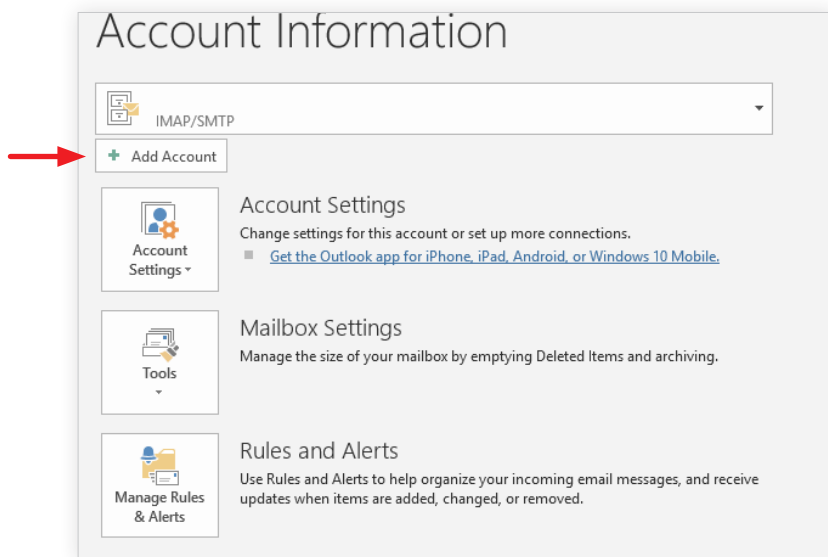 Account Information
IMAP/SMTP
Add Account
Account
Settings
Account Settings
Change settings for this account or set up more connections.
Get the Outlook app for iPhone, iPad, Android, or Windows 10 Mobile.
Tools
Mailbox Settings
Manage the size of your mailbox by emptying Deleted Items and archiving.
Manage Rules
& Alerts
Rules and Alerts
Use Rules and Alerts to help organize your incoming email messages, and receive
updates when items are added, changed, or removed.